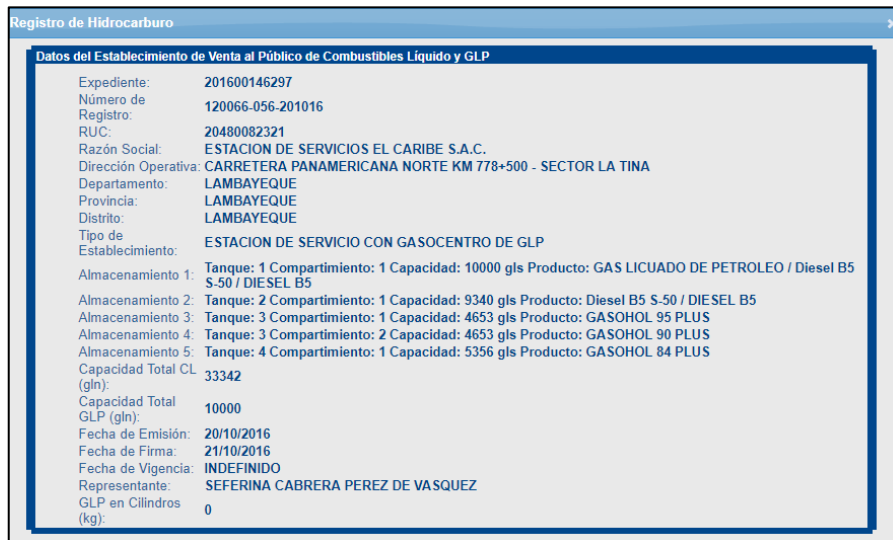 Registro de Hidrocarburo
Datos del Establecimiento de Venta al Público de Combustibles Líquido y GLP
Expediente: 201600146297
Número de Registro: 120066-056-201016
RUC: 20480082321
Razón Social: ESTACION DE SERVICIOS EL CARIBE S.A.C.
Dirección Operativa: CARRETERA PANAMERICANA NORTE KM 778+500 - SECTOR LA TINA
Departamento: LAMBAYEQUE
Provincia: LAMBAYEQUE
Distrito: LAMBAYEQUE
Tipo de Establecimiento: ESTACION DE SERVICIO CON GASOCENTRO DE GLP
Almacenamiento 1: Tanque: 1 Compartimiento: 1 Capacidad: 10000 gls Producto: GAS LICUADO DE PETROLEO / Diesel B5
S-50 / DIESEL B5
Almacenamiento 2: Tanque: 2 Compartimiento: 1 Capacidad: 9340 gls Producto: Diesel B5 S-50 / DIESEL B5
Almacenamiento 3: Tanque: 3 Compartimiento: 1 Capacidad: 4653 gls Producto: GASOHOL 95 PLUS
Almacenamiento 4: Tanque: 3 Compartimiento: 2 Capacidad: 4653 gls Producto: GASOHOL 90 PLUS
Almacenamiento 5: Tanque: 4 Compartimiento: 1 Capacidad: 5356 gls Producto: GASOHOL 84 PLUS
Capacidad Total CL (gln): 33342
Capacidad Total GLP (gln): 10000
Fecha de Emisión: 20/10/2016
Fecha de Firma: 21/10/2016
Fecha de Vigencia: INDEFINIDO
Representante: SEFERINA CABRERA PEREZ DE VASQUEZ
GLP en Cilindros (kg): 0